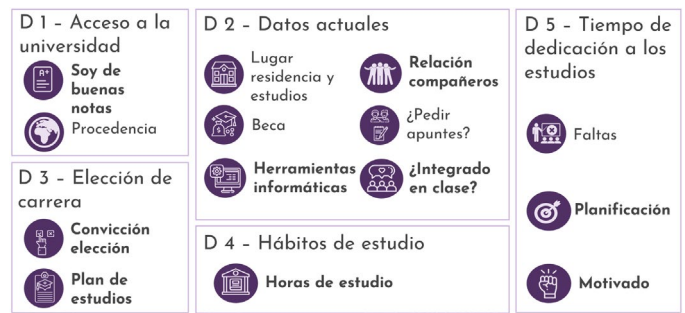 D 1 – Acceso a la
universidad
Soy de
buenas
notas
Procedencia
D 2 – Datos actuales
Lugar
residencia y
estudios
Relación
compañeros
Beca
¿Pedir
apuntes?
Herramientas
informáticas
¿Integrado
en clase?
D 3 – Elección de
carrera
Convicción
elección
Plan de
estudios
D 4 – Hábitos de estudio
Horas de estudio
D 5 – Tiempo de
dedicación a los
estudios
Faltas
Planificación
Motivado